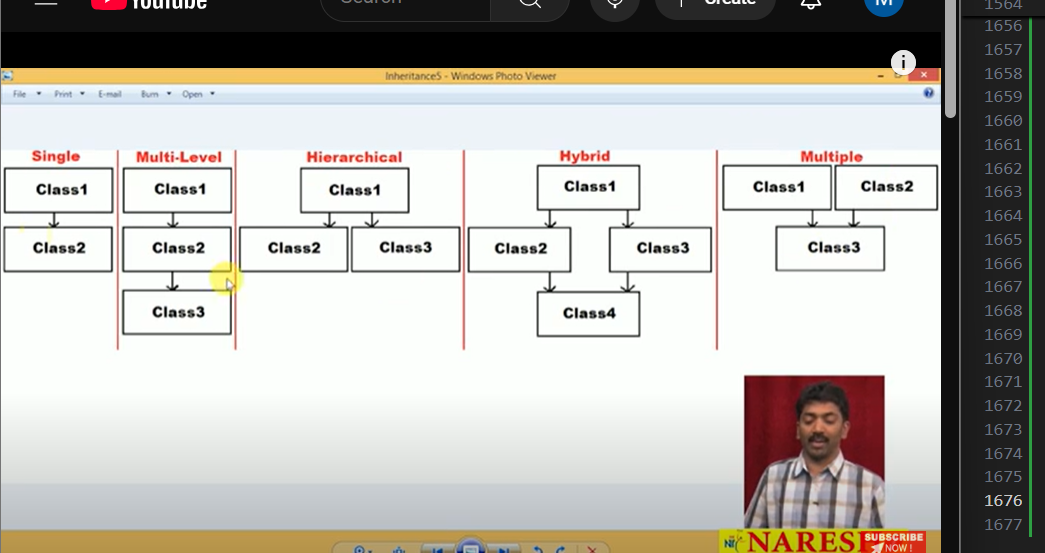 YouTube
Search
Create
M
i
Inheritance5 - Windows Photo Viewer
File Print E-mail Burn Open
Single Multi-Level Hierarchical Hybrid Multiple
Class1 Class1 Class1 Class1 Class1 Class2
Class2 Class2 Class2 Class3 Class2 Class3 Class3
Class3 Class4
SUBSCRIBE
NOW !
1564
1656
1657
1658
1659
1660
1661
1662
1663
1664
1665
1666
1667
1668
1669
1670
1671
1672
1673
1674
1675
1676
1677